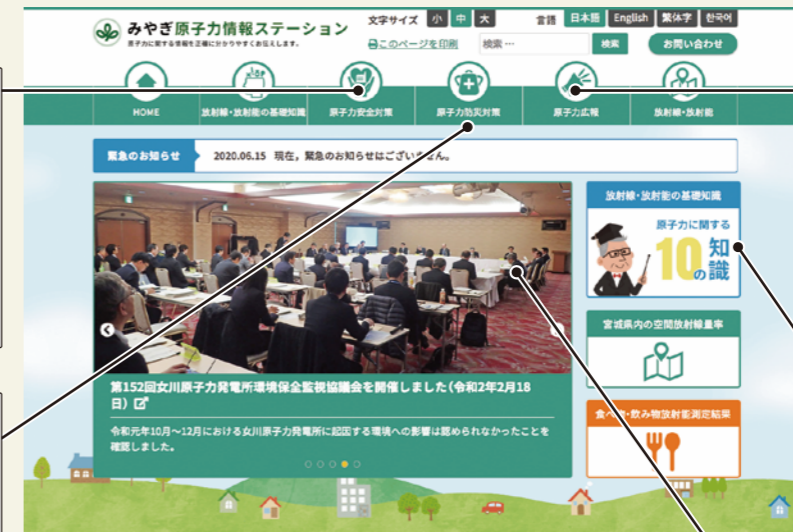 みやぎ原子力情報ステーション
原子力に関する情報を正確に分かりやすくお伝えします。
文字サイズ 小 中 大
言語 日本語 English 繁体字 한국어
このページを印刷 検索 … 検索 お問い合わせ
HOME 放射線・放射能の基礎知識 原子力安全対策 原子力防災対策 原子力広報 放射線・放射能
緊急のお知らせ 2020.06.15 現在，緊急のお知らせはございません。
第152回女川原子力発電所環境保全監視協議会を開催しました（令和2年2月18
日）
令和元年10月～12月における女川原子力発電所に起因する環境への影響は認められなかったことを
確認しました。
放射線・放射能の基礎知識
原子力に関する
10の知識
宮城県内の空間放射線量率
食べ物・飲み物放射能測定結果